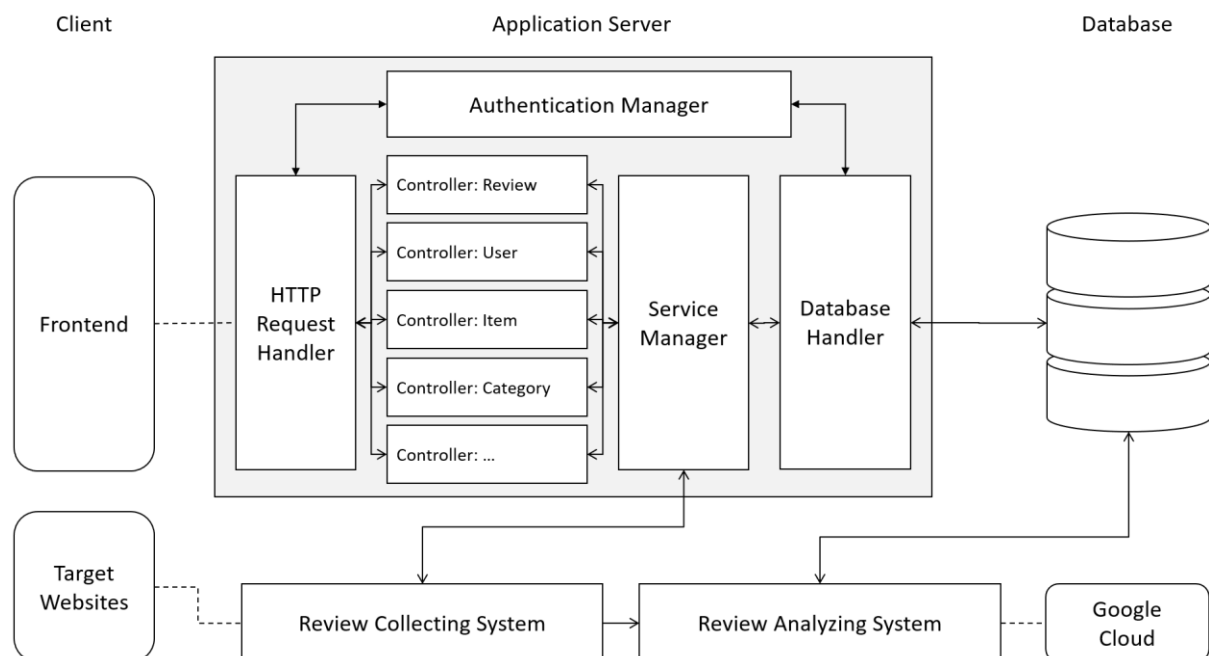 Client
Application Server
Database
Authentication Manager
Controller: Review
Controller: User
Controller: Item
Controller: Category
Controller: ...
Frontend
HTTP
Request
Handler
Service
Manager
Database
Handler
Target
Websites
Review Collecting System
Review Analyzing System
Google
Cloud